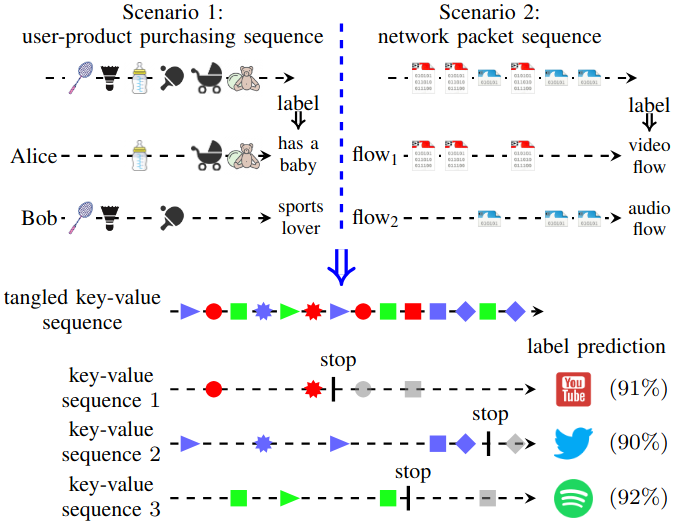 Scenario 1:
user-product purchasing sequence
label
Alice
has a
baby
Bob
sports
lover
Scenario 2:
network packet sequence
label
flow1
video
flow
flow2
audio
flow
tangled key-value
sequence
label prediction
key-value
sequence 1
stop
You
Tube
(91%)
key-value
sequence 2
stop
(90%)
key-value
sequence 3
stop
(92%)